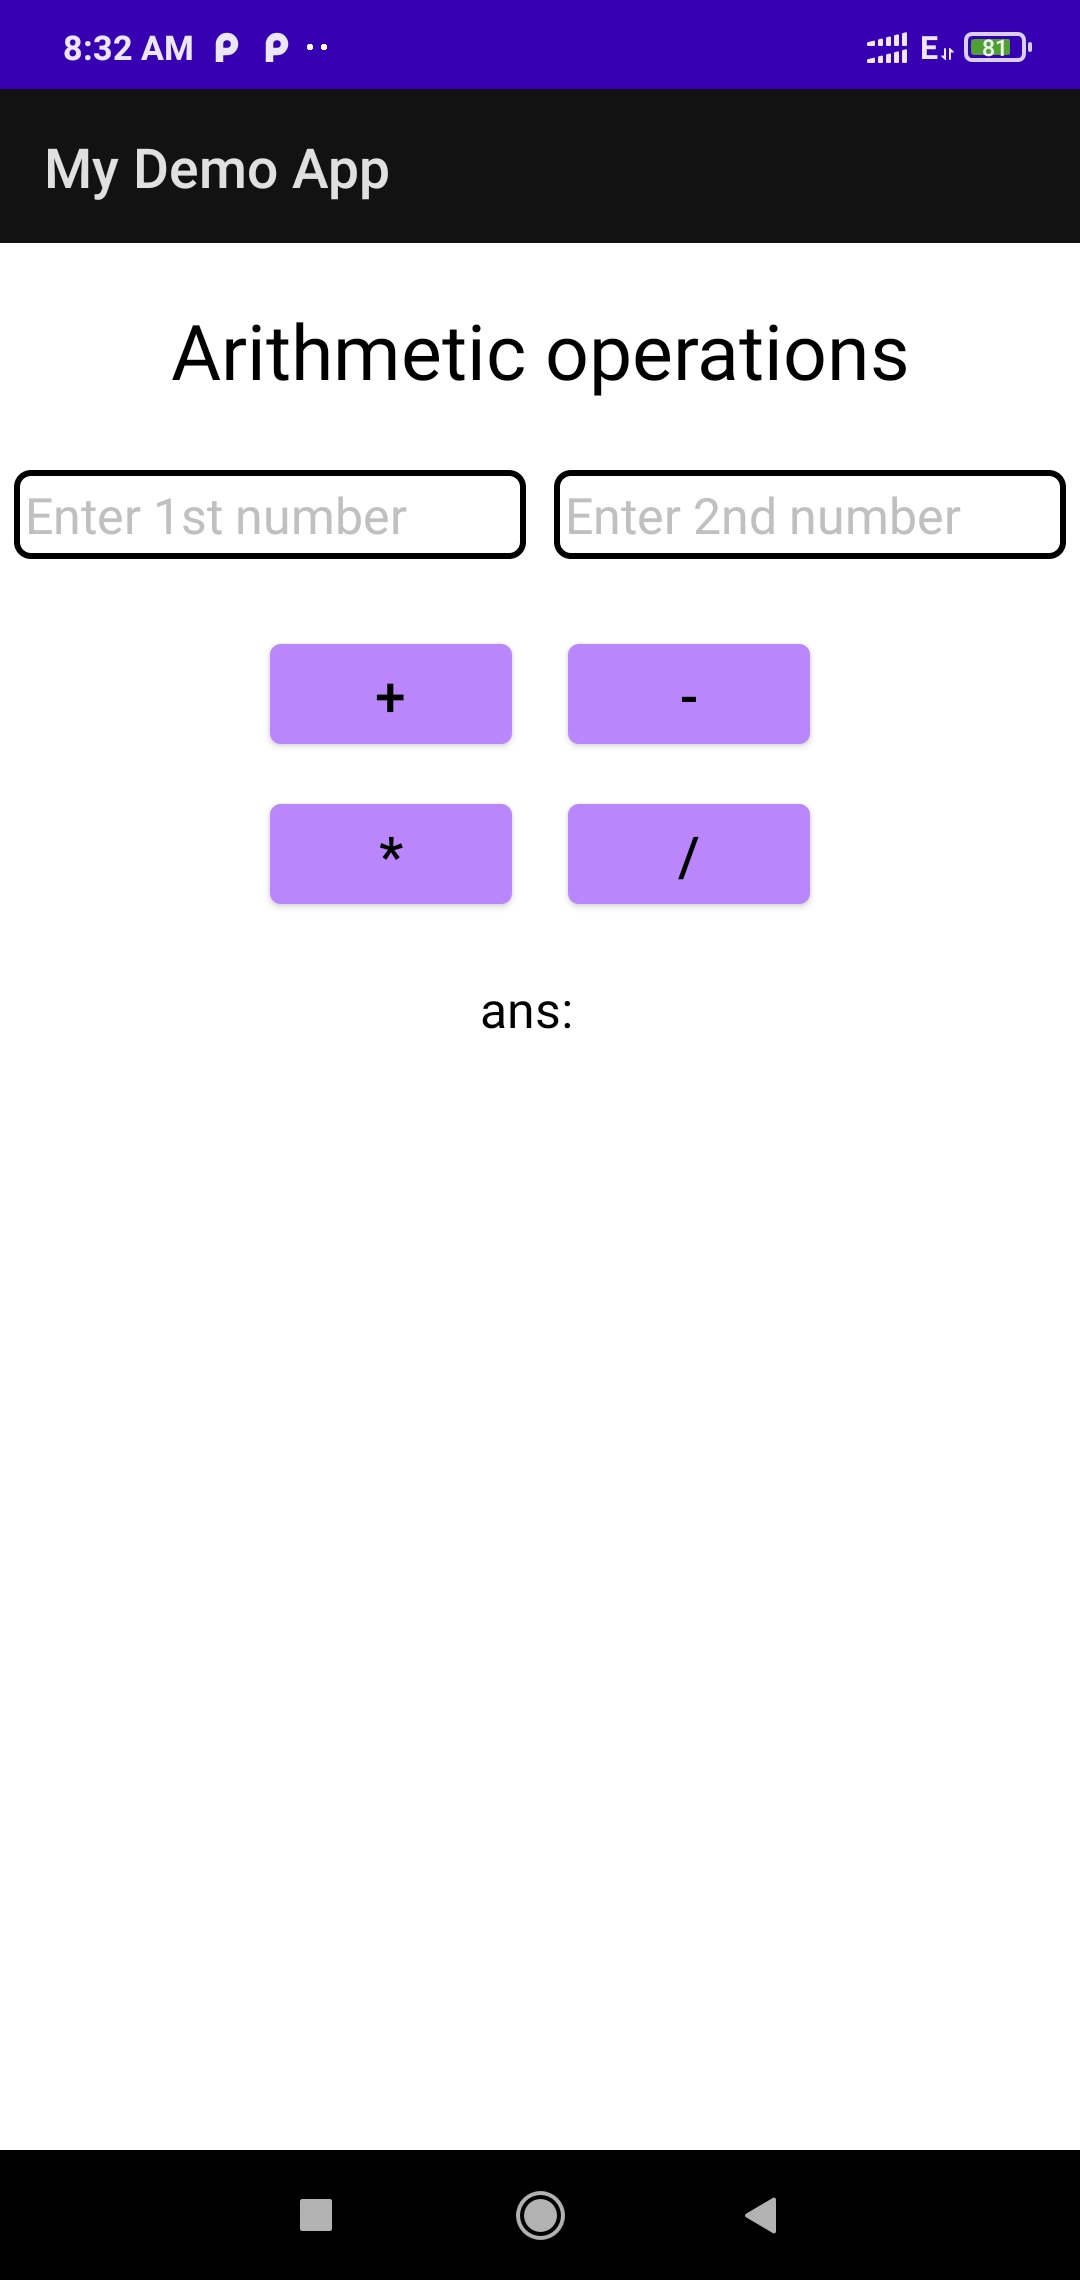 8:32 AM
E 81
My Demo App
Arithmetic operations
Enter 1st number Enter 2nd number
+ -
* /
ans: